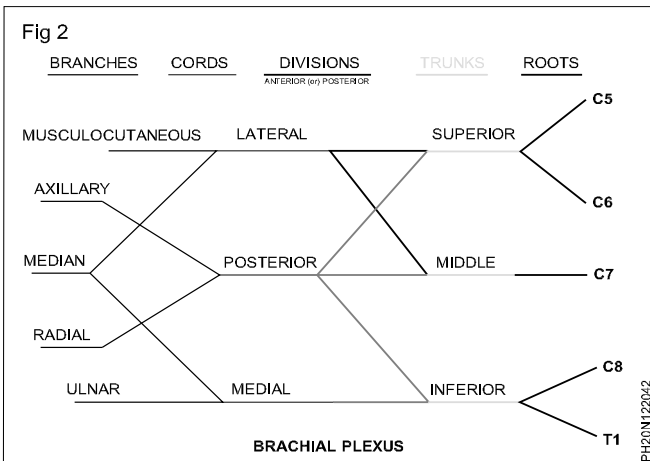 Fig 2
BRANCHES CORDS DIVISIONS TRUNKS ROOTS
ANTERIOR (or) POSTERIOR
C5
MUSCULOCUTANEOUS LATERAL SUPERIOR
AXILLARY
C6
MEDIAN POSTERIOR MIDDLE
C7
RADIAL
C8
ULNAR MEDIAL INFERIOR
T1
BRACHIAL PLEXUS
PH20N122042